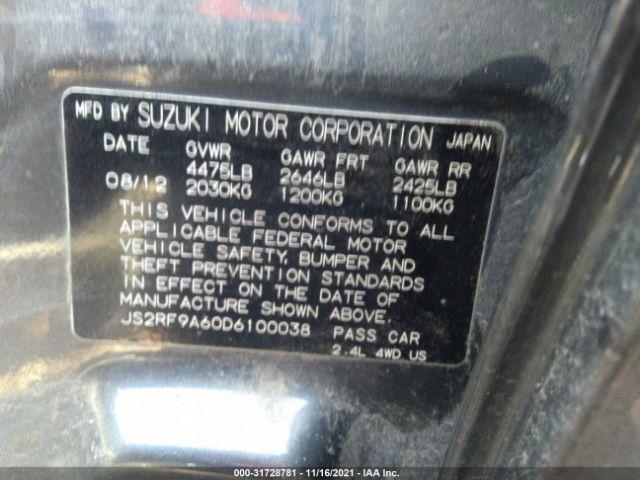 MFD BY SUZUKI MOTOR CORPORATION JAPAN
DATE GVWR GAWR FRT GAWR RR
4475LB 2646LB 2425LB
08/12 2030KG 1200KG 1100KG
THIS VEHICLE CONFORMS TO ALL
APPLICABLE FEDERAL MOTOR
VEHICLE SAFETY, BUMPER AND
THEFT PREVENTION STANDARDS
IN EFFECT ON THE DATE OF
MANUFACTURE SHOWN ABOVE.
JS2RF9A60D6100038 PASS CAR
2.4L 4WD US
000-31728781 - 11/16/2021 - IAA Inc.